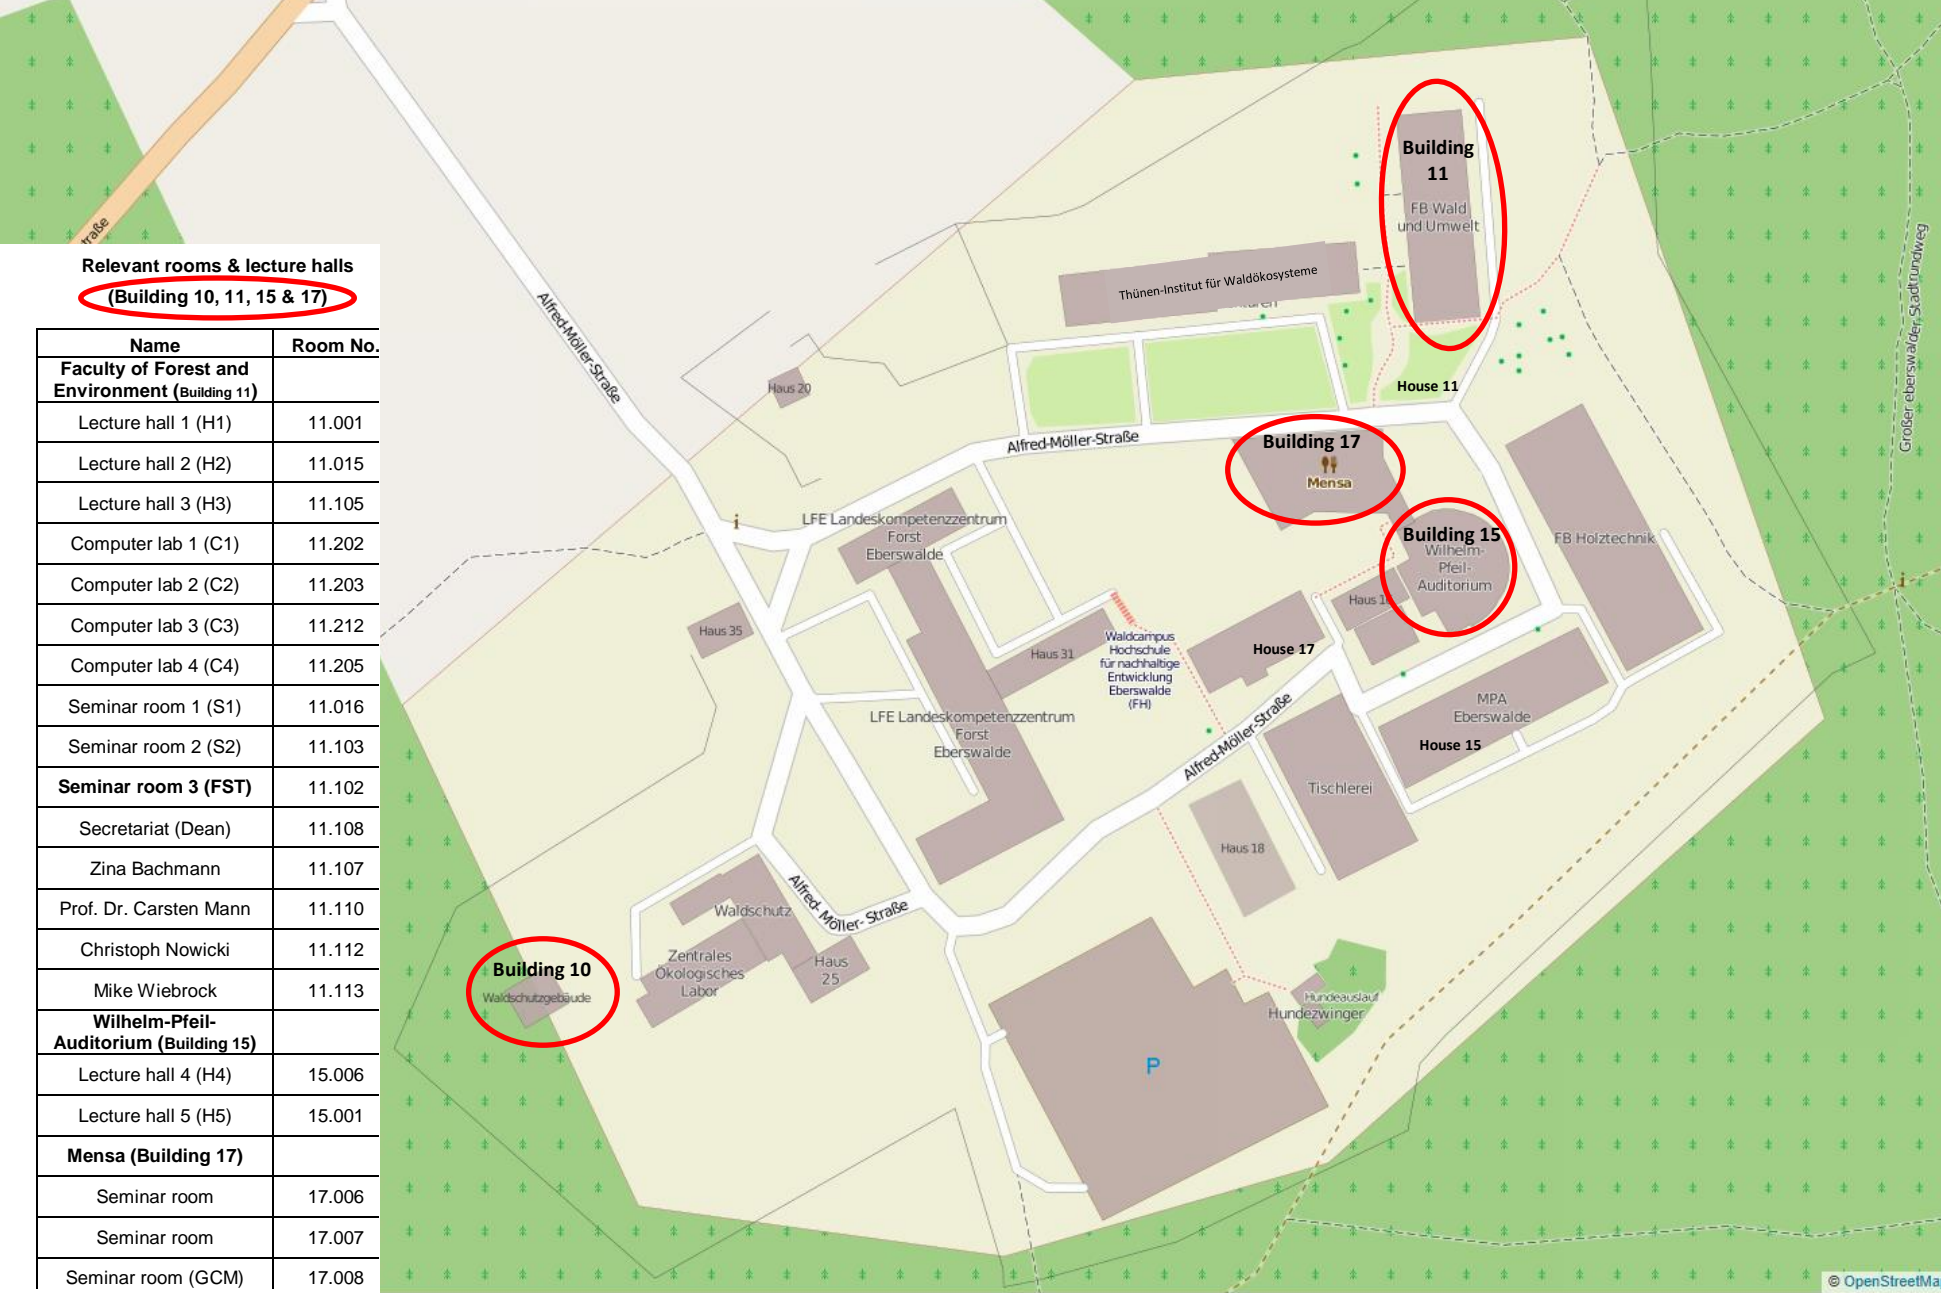 Relevant rooms & lecture halls
(Building 10, 11, 15 & 17)
Name Room No.
Faculty of Forest and
Environment (Building 11)
Lecture hall 1 (H1) 11.001
Lecture hall 2 (H2) 11.015
Lecture hall 3 (H3) 11.105
Computer lab 1 (C1) 11.202
Computer lab 2 (C2) 11.203
Computer lab 3 (C3) 11.212
Computer lab 4 (C4) 11.205
Seminar room 1 (S1) 11.016
Seminar room 2 (S2) 11.103
Seminar room 3 (FST) 11.102
Secretariat (Dean) 11.108
Zina Bachmann 11.107
Prof. Dr. Carsten Mann 11.110
Christoph Nowicki 11.112
Mike Wiebrock 11.113
Wilhelm-Pfeil-
Auditorium (Building 15)
Lecture hall 4 (H4) 15.006
Lecture hall 5 (H5) 15.001
Mensa (Building 17)
Seminar room 17.006
Seminar room 17.007
Seminar room (GCM) 17.008
Building
11
FB Wald
und Umwelt
Thünen-Institut für Waldökosysteme
Großer eberswalder Stadtrundweg
Alfred-Möller-Straße
Haus 20
House 11
Alfred-Möller-Straße
Building 17
Mensa
LFE Landeskompetenzzentrum
Forst
Eberswalde
Building 15
Wilhelm-
Pfeil-
Auditorium
FB Holztechnik
Haus 35
Haus 31
Haus
Waldcampus
Hochschule
für nachhaltige
Entwicklung
Eberswalde
(FH)
House 17
LFE Landeskompetenzzentrum
Forst
Eberswalde
MPA
Eberswalde
House 15
Alfred-Möller-Straße
Tischlerei
Haus 18
Waldschutz
Alfred- Möller- Straße
Zentrales
Ökologisches
Labor
Haus
25
Building 10
Waldschutzgebäude
Hundeauslauf
Hundezwinger
P
© OpenStreetMa